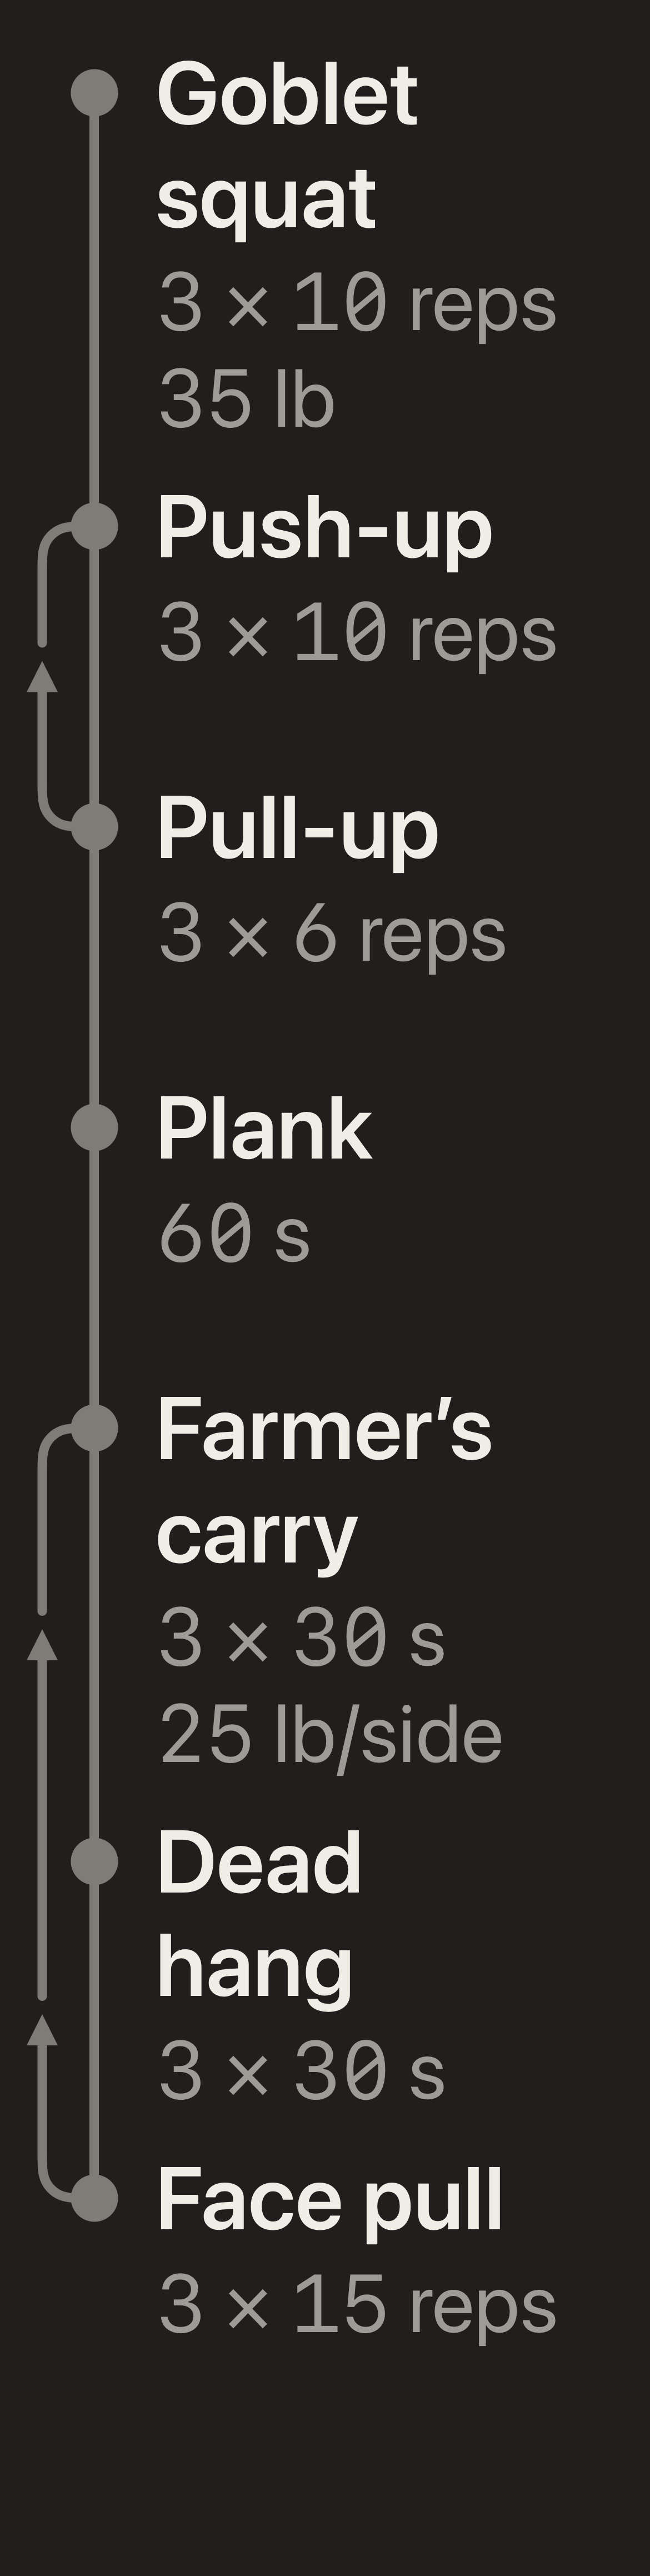 Goblet
squat
3 × 10 reps
35 lb
Push-up
3 × 10 reps
Pull-up
3 × 6 reps
Plank
60 s
Farmer’s
carry
3 × 30 s
25 lb/side
Dead
hang
3 × 30 s
Face pull
3 × 15 reps